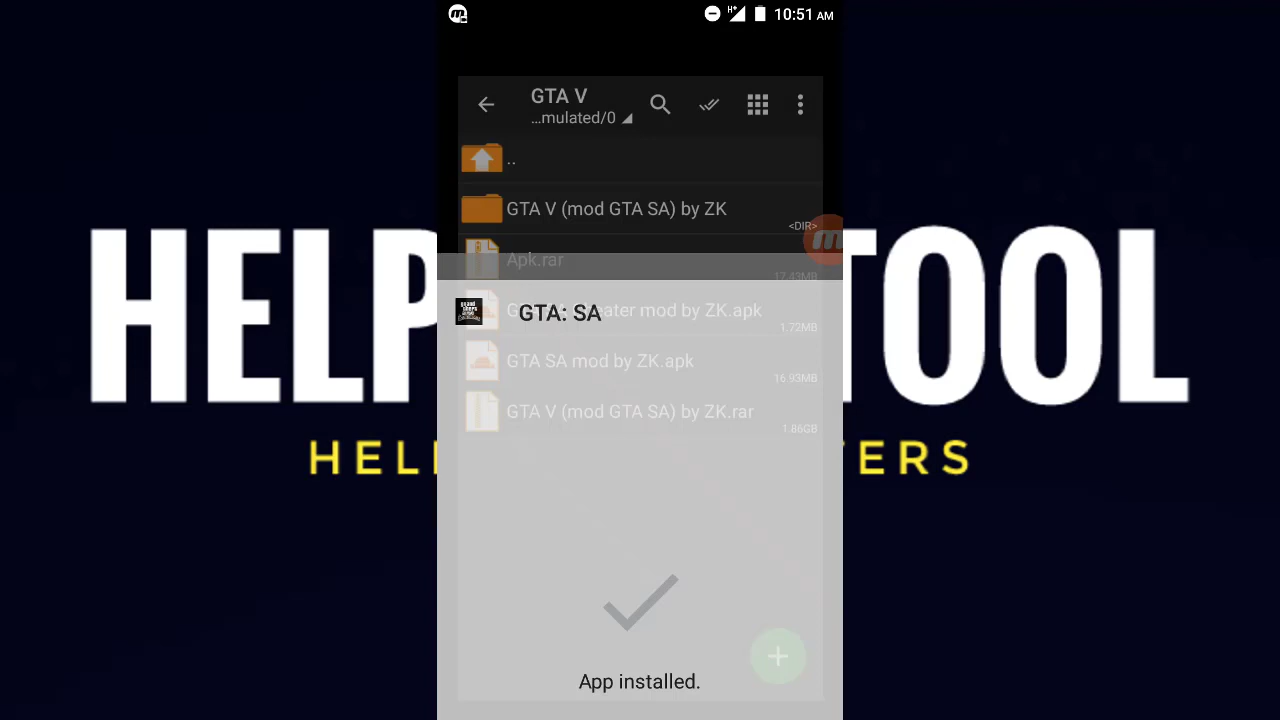 10:51 AM
GTA V
...mulated/0
..
GTA V (mod GTA SA) by ZK
<DIR>
Apk.rar
17.43MB
GTA: SA
eater mod by ZK.apk
1.72MB
GTA SA mod by ZK.apk
16.93MB
GTA V (mod GTA SA) by ZK.rar
1.86GB
HELP
TOOL
HEL
ERS
App installed.